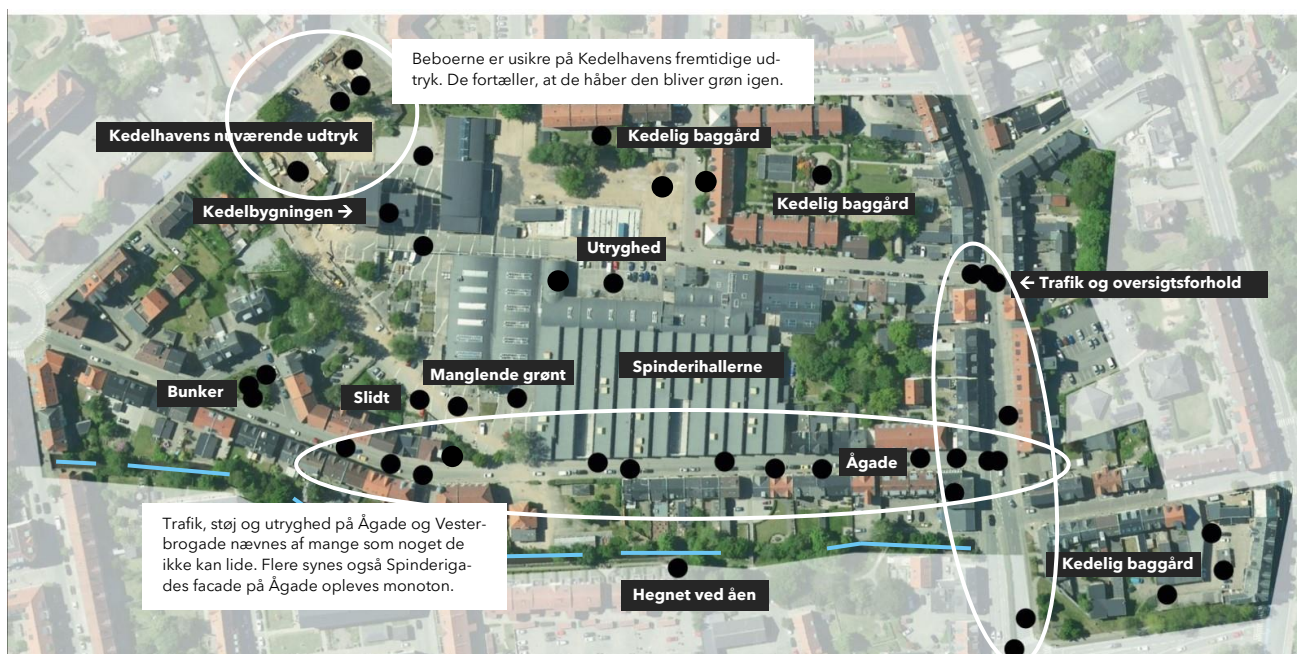 Beboerne er usikre på Kedelhavens fremtidige ud-
tryk. De fortæller, at de håber den bliver grøn igen.
Kedelhavens nuværende udtryk
Kedelig baggård
Kedelbygningen →
Kedelig baggård
Utryghed
← Trafik og oversigtsforhold
Spinderihallerne
Manglende grønt
Bunker
Slidt
Ågade
Trafik, støj og utryghed på Ågade og Vester-
brogade nævnes af mange som noget de
ikke kan lide. Flere synes også Spinderiga-
des facade på Ågade opleves monoton.
Kedelig baggård
Hegnet ved åen